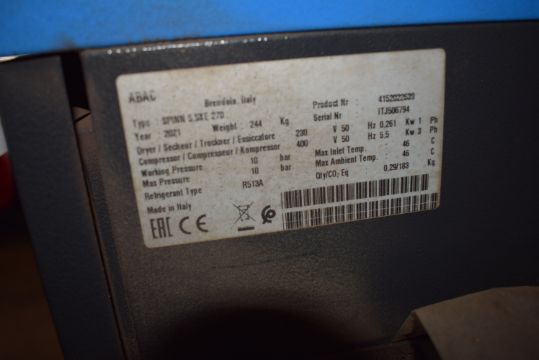 ABAC
Brendola, Italy
Type : SPINN 5.5XE 270
Product Nr : 4152022639
Year : 2021 Weight : 244 Kg
Serial Nr : ITJ506794
Dryer / Secheur / Trockner / Essiccatore 230 V 50 Hz 0,261 Kw 1 Ph
Compressor / Compresseur / Kompressor 400 V 50 Hz 5,5 Kw 3 Ph
Working Pressure 10 bar Max Inlet Temp. 46 C
Max Pressure 10 bar Max Ambient Temp. 46 C
Refrigerant Type R513A Qty/CO2 Eq 0,29/183 Kg
Made in Italy
EAC CE